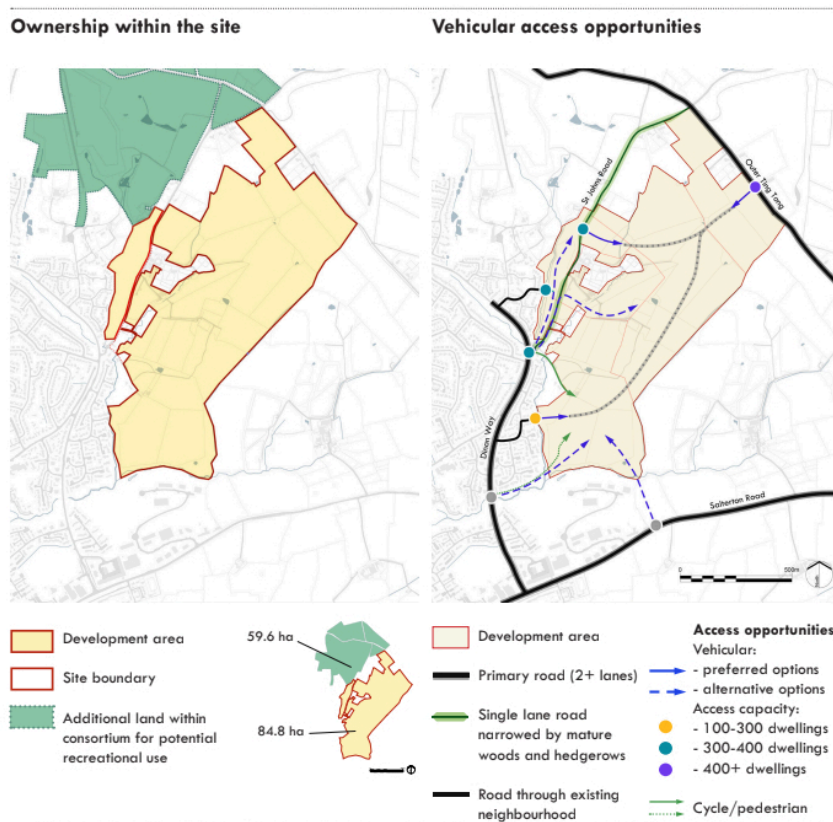 Ownership within the site
Vehicular access opportunities
St Johns Road
Outer Ting Tong
Dinan Way
Salterton Road
0
500m
North
Development area
Site boundary
Additional land within
consortium for potential
recreational use
59.6 ha
84.8 ha
Development area
Primary road (2+ lanes)
Single lane road
narrowed by mature
woods and hedgerows
Road through existing
neighbourhood
Access opportunities
Vehicular:
- preferred options
- alternative options
Access capacity:
- 100-300 dwellings
- 300-400 dwellings
- 400+ dwellings
Cycle/pedestrian